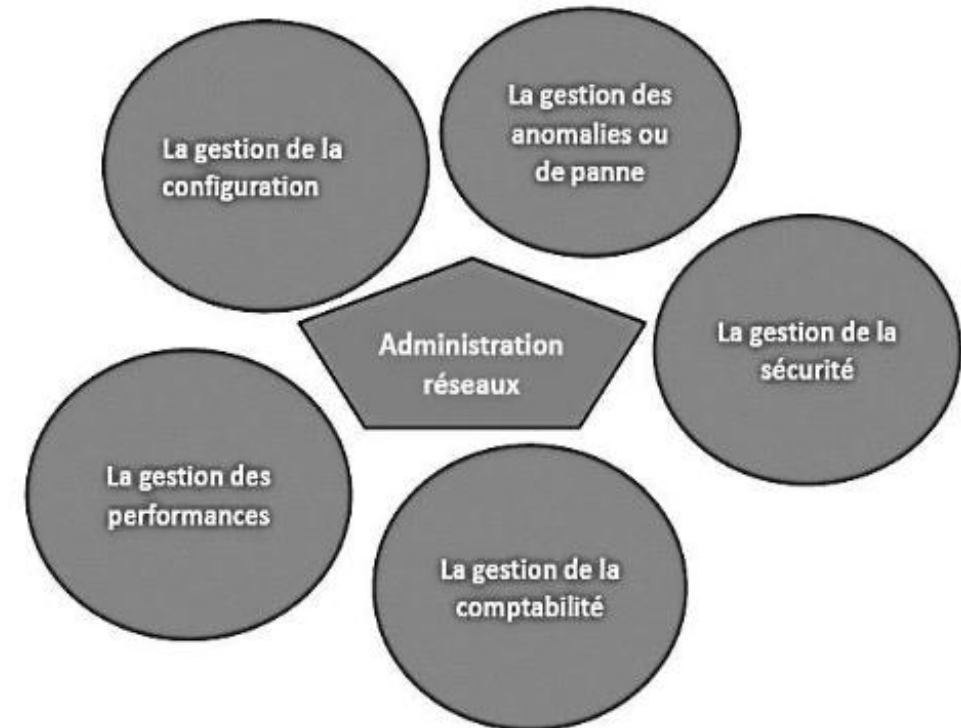 La gestion des
anomalies ou
de panne
La gestion de la
configuration
La gestion de la
sécurité
Administration
réseaux
La gestion des
performances
La gestion de la
comptabilité